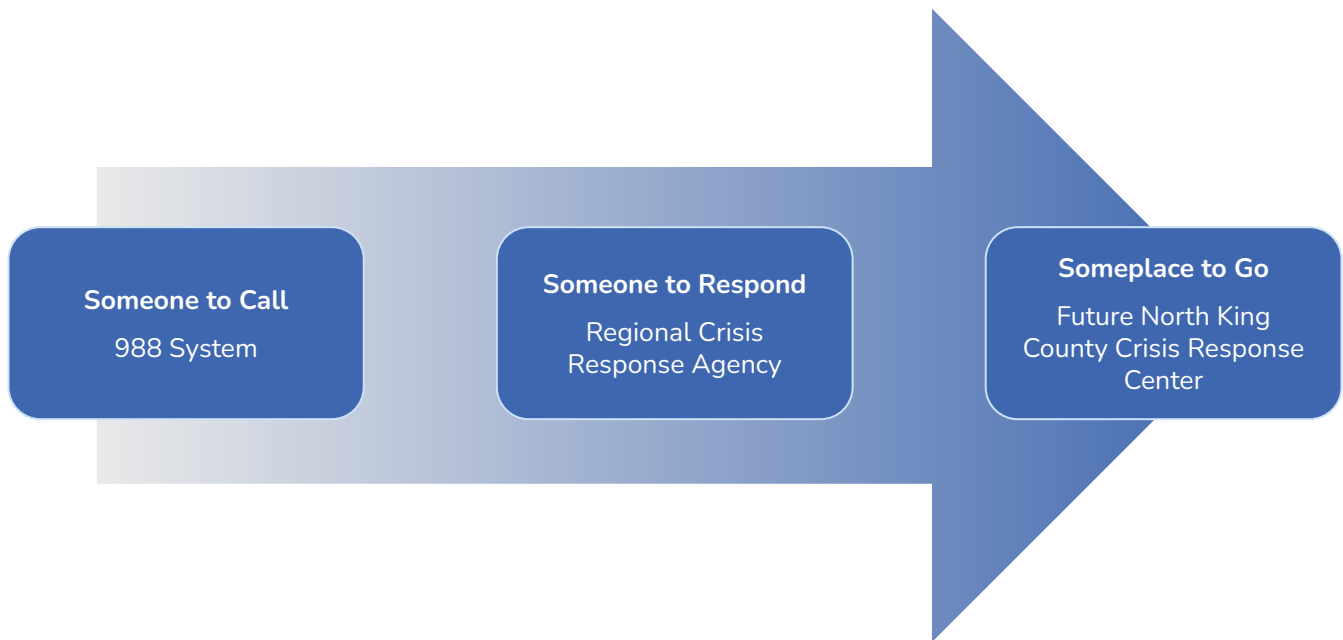 Someone to Call
988 System
Someone to Respond
Regional Crisis
Response Agency
Someplace to Go
Future North King
County Crisis Response
Center